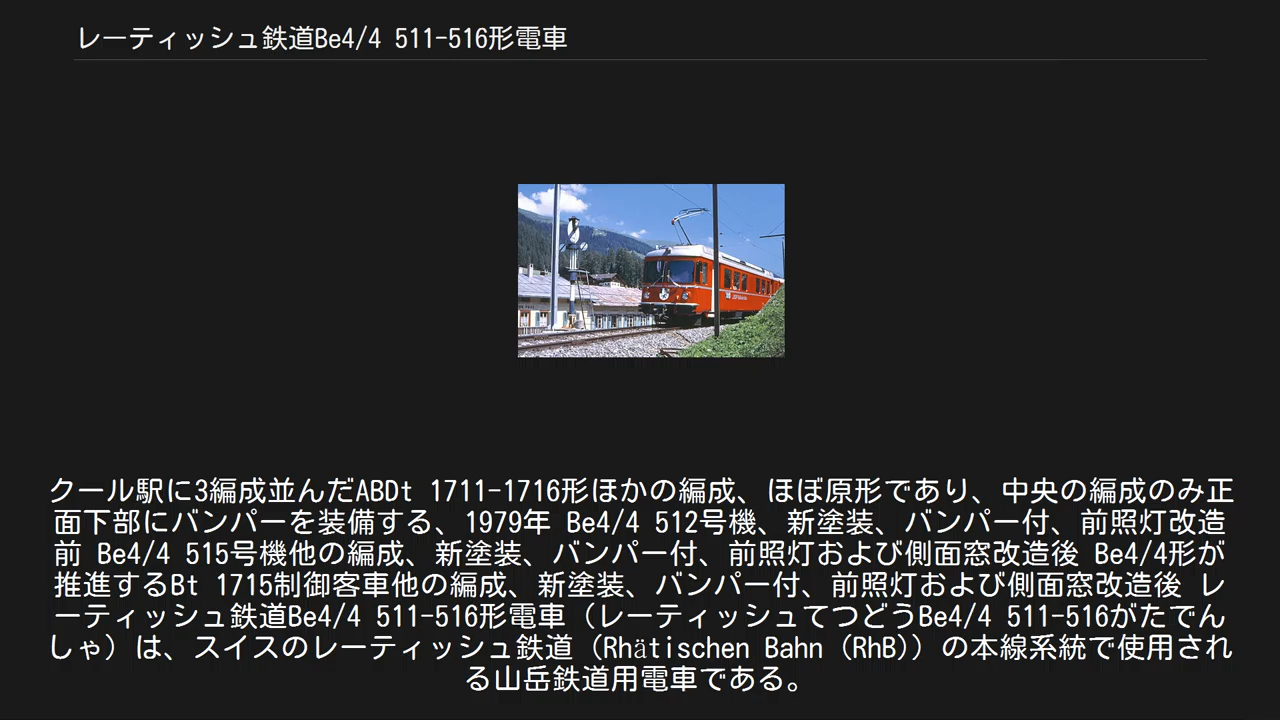 レーティッシュ鉄道Be4/4 511-516形電車
クール駅に3編成並んだABDt 1711-1716形ほかの編成、ほぼ原形であり、中央の編成のみ正
面下部にバンパーを装備する、1979年 Be4/4 512号機、新塗装、バンパー付、前照灯改造
前 Be4/4 515号機他の編成、新塗装、バンパー付、前照灯および側面窓改造後 Be4/4形が
推進するBt 1715制御客車他の編成、新塗装、バンパー付、前照灯および側面窓改造後 レ
ーティッシュ鉄道Be4/4 511-516形電車（レーティッシュてつどうBe4/4 511-516がたでん
しゃ）は、スイスのレーティッシュ鉄道（Rhätischen Bahn（RhB））の本線系統で使用され
る山岳鉄道用電車である。